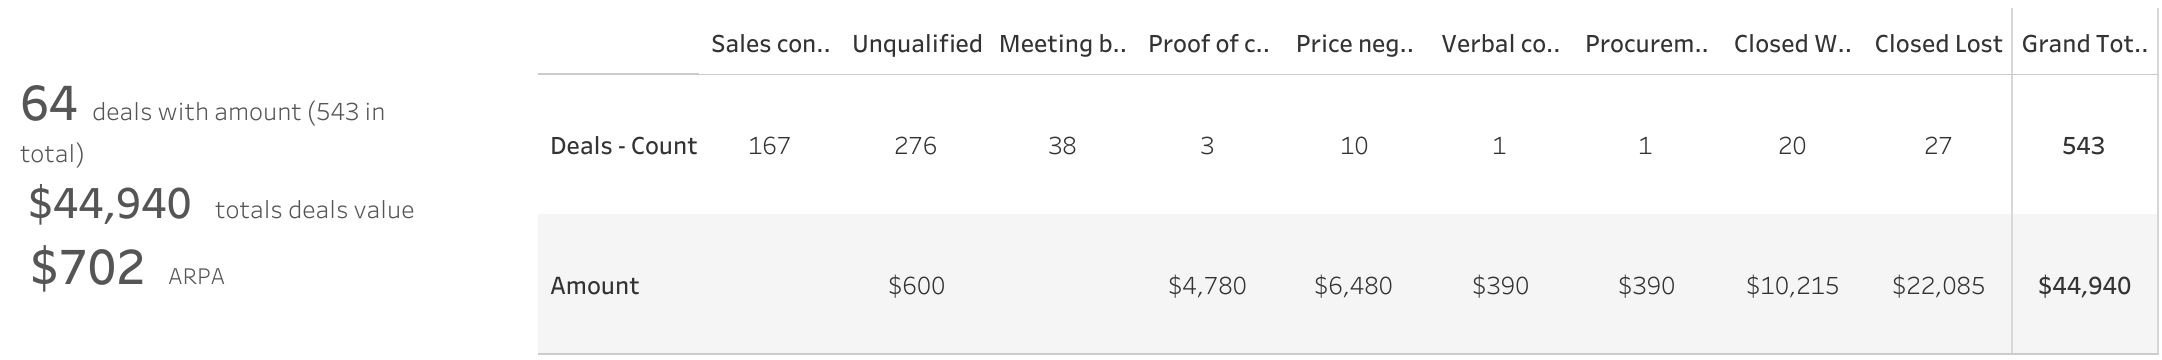 64 deals with amount (543 in
total)
$44,940 totals deals value
$702 ARPA
Sales con.. Unqualified Meeting b.. Proof of c.. Price neg.. Verbal co.. Procurem.. Closed W.. Closed Lost Grand Tot..
Deals - Count 167 276 38 3 10 1 1 20 27 543
Amount $600 $4,780 $6,480 $390 $390 $10,215 $22,085 $44,940